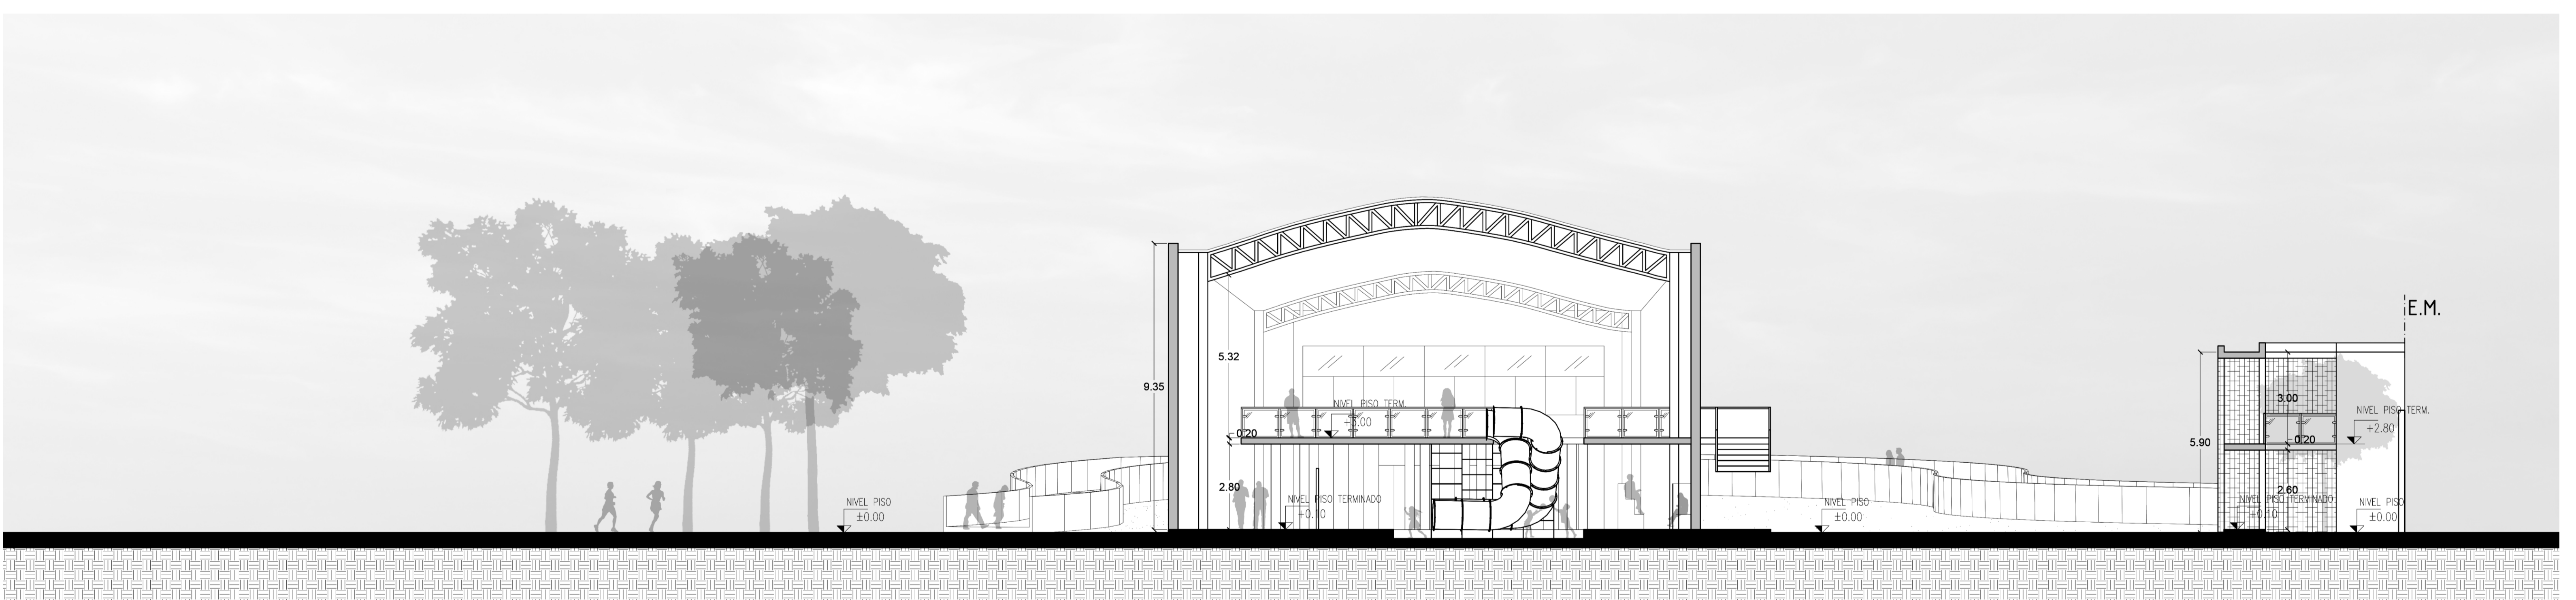 E.M.
5.32
9.35
3.00
NIVEL PISO TERM.
+3.00
NIVEL PISO TERM.
+2.80
0.20
0.20
5.90
2.80
2.60
NIVEL PISO
±0.00
NIVEL PISO TERMINADO
+0.10
NIVEL PISO
±0.00
NIVEL PISO TERMINADO
+0.10
NIVEL PISO
±0.00